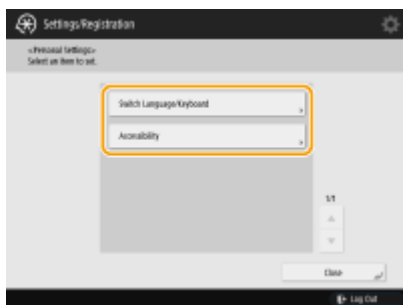 Settings/Registration
<Personal Settings>
Select an item to set.
Switch Language/Keyboard
Accessibility
1/1
Close
Log Out